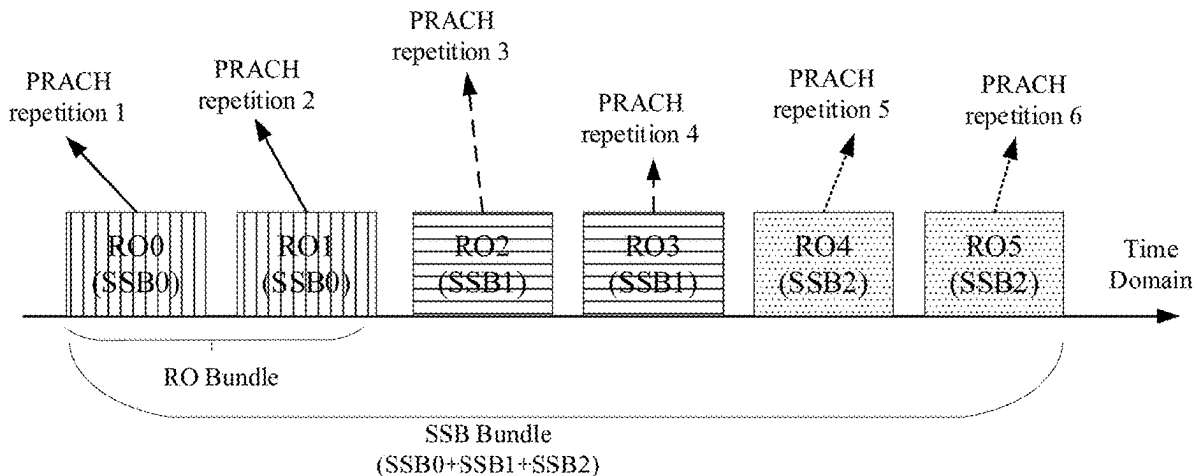 PRACH
repetition 1
PRACH
repetition 2
PRACH
repetition 3
PRACH
repetition 4
PRACH
repetition 5
PRACH
repetition 6
RO0
(SSB0)
RO1
(SSB0)
RO2
(SSB1)
RO3
(SSB1)
RO4
(SSB2)
RO5
(SSB2)
Time
Domain
RO Bundle
SSB Bundle
(SSB0+SSB1+SSB2)